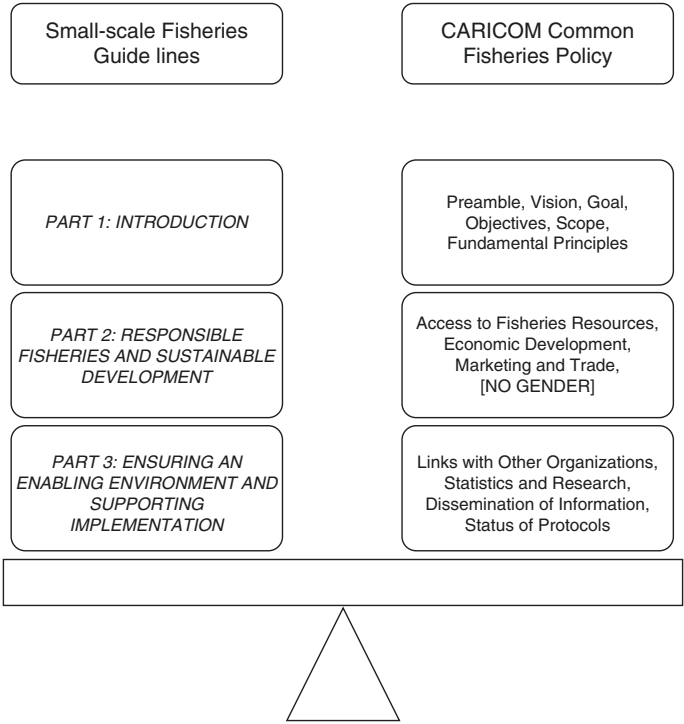 Small-scale Fisheries
Guide lines
CARICOM Common
Fisheries Policy
PART 1: INTRODUCTION
Preamble, Vision, Goal,
Objectives, Scope,
Fundamental Principles
PART 2: RESPONSIBLE
FISHERIES AND SUSTAINABLE
DEVELOPMENT
Access to Fisheries Resources,
Economic Development,
Marketing and Trade,
[NO GENDER]
PART 3: ENSURING AN
ENABLING ENVIRONMENT AND
SUPPORTING
IMPLEMENTATION
Links with Other Organizations,
Statistics and Research,
Dissemination of Information,
Status of Protocols